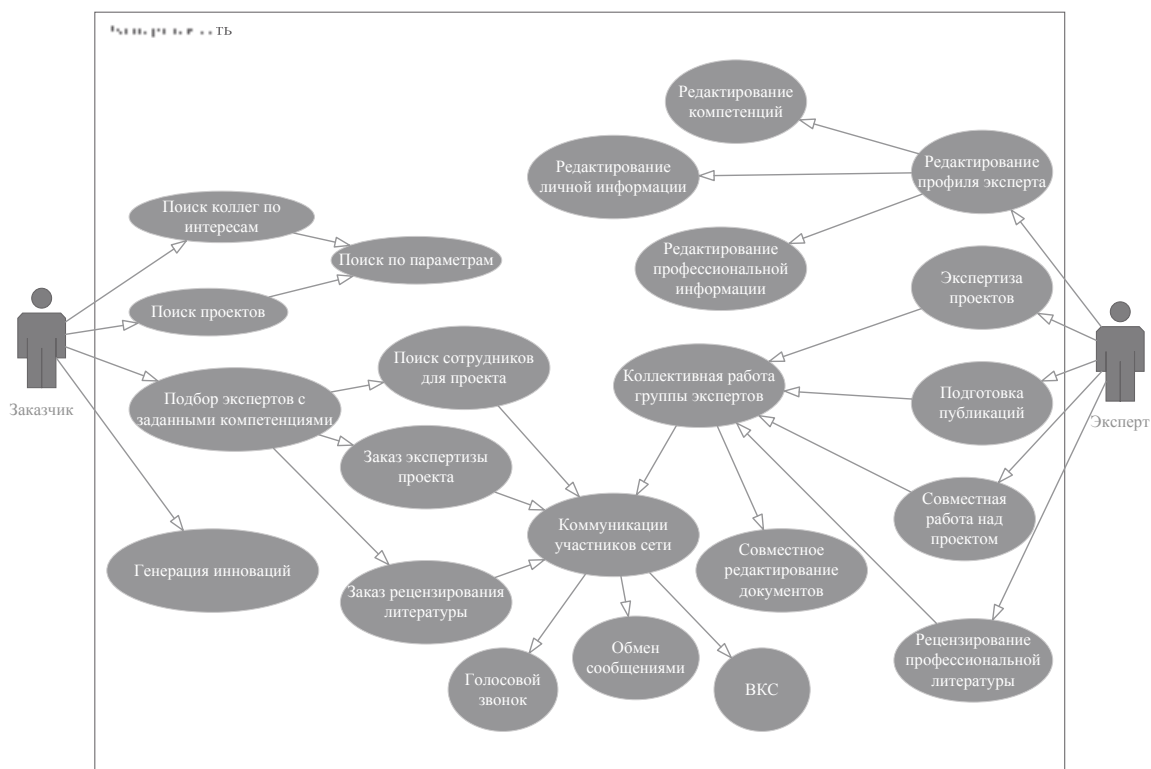 Редактирование
компетенций
Редактирование
личной информации
Редактирование
профиля эксперта
Поиск коллег по
интересам
Поиск по параметрам
Редактирование
профессиональной
информации
Экспертиза
проектов
Поиск проектов
Поиск сотрудников
для проекта
Коллективная работа
группы экспертов
Подготовка
публикаций
Заказчик
Эксперт
Подбор экспертов с
заданными компетенциями
Заказ экспертизы
проекта
Совместная
работа над
проектом
Коммуникации
участников сети
Генерация инноваций
Совместное
редактирование
документов
Заказ рецензирования
литературы
Голосовой
звонок
Обмен
сообщениями
ВКС
Рецензирование
профессиональной
литературы